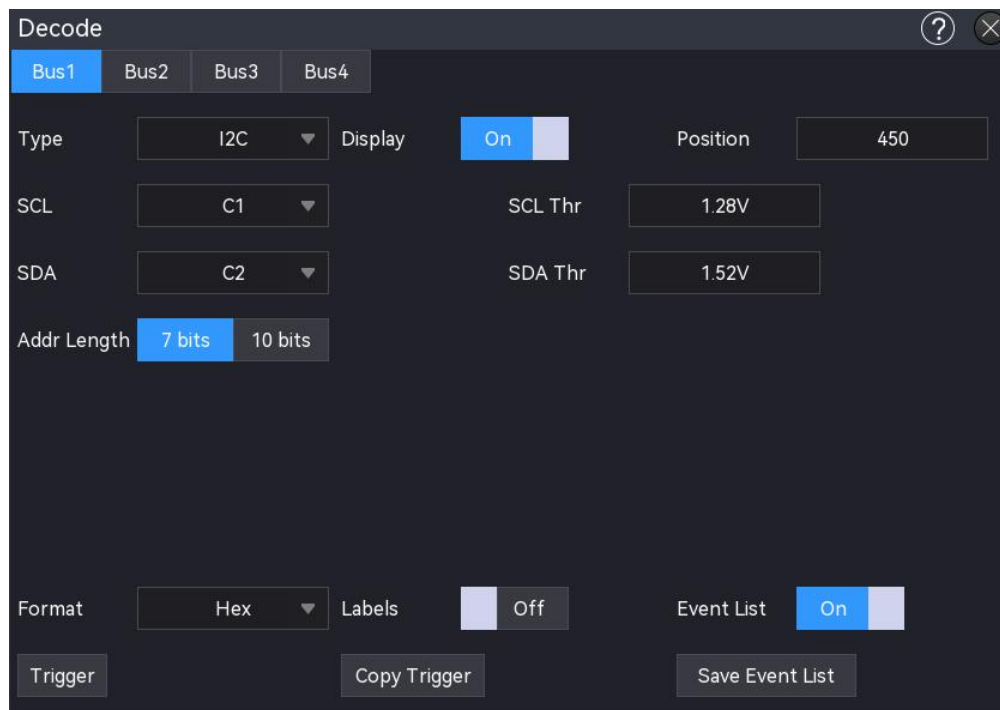 Decode
Bus1 Bus2 Bus3 Bus4
Type I2C Display On Position 450
SCL C1 SCL Thr 1.28V
SDA C2 SDA Thr 1.52V
Addr Length 7 bits 10 bits
Format Hex Labels Off Event List On
Trigger Copy Trigger Save Event List